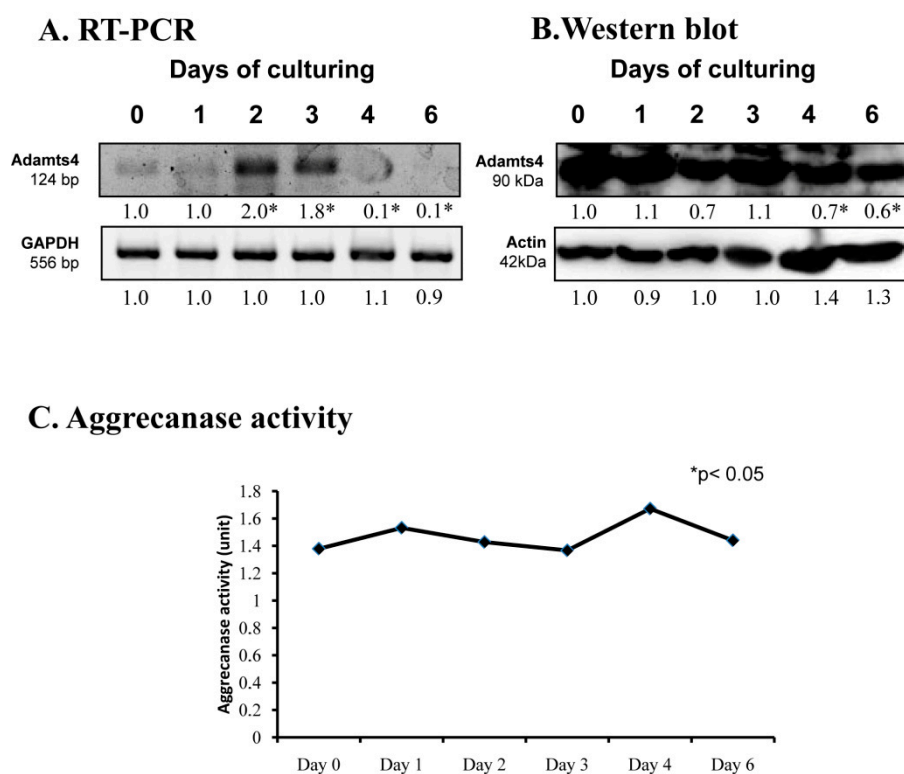 A. RT-PCR
Days of culturing
0 1 2 3 4 6
Adamts4
124 bp
1.0 1.0 2.0* 1.8* 0.1* 0.1*
GAPDH
556 bp
1.0 1.0 1.0 1.0 1.1 0.9
B.Western blot
Days of culturing
0 1 2 3 4 6
Adamts4
90 kDa
1.0 1.1 0.7 1.1 0.7* 0.6*
Actin
42kDa
1.0 0.9 1.0 1.0 1.4 1.3
C. Aggrecanase activity
*p< 0.05
Aggrecanase activity (unit)
1.8
1.6
1.4
1.2
1
0.8
0.6
0.4
0.2
0
Day 0 Day 1 Day 2 Day 3 Day 4 Day 6